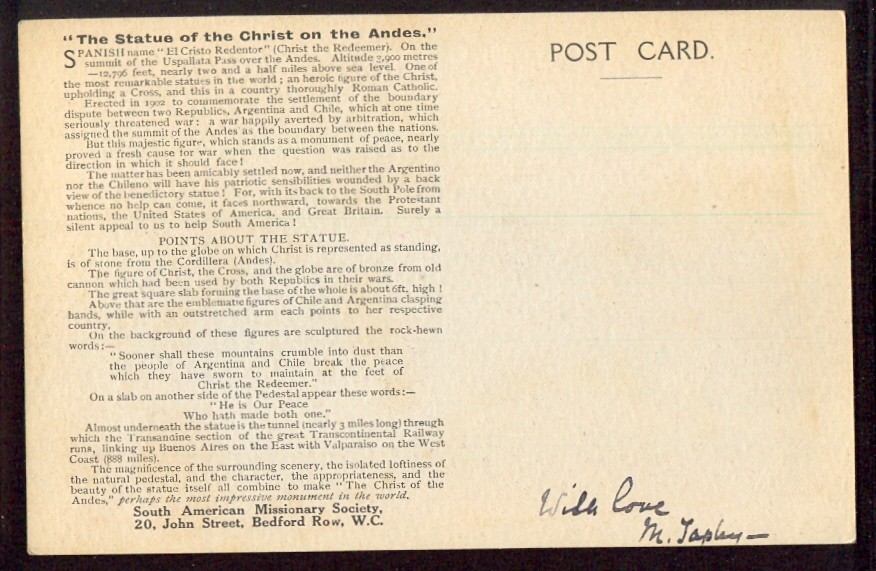 "The Statue of the Christ on the Andes."
SPANISH name "El Cristo Redentor" (Christ the Redeemer). On the
summit of the Uspallata Pass over the Andes. Altitude 3,900 metres
—12,796 feet, nearly two and a half miles above sea level. One of
the most remarkable statues in the world; an heroic figure of the Christ,
upholding a Cross, and this in a country thoroughly Roman Catholic.
Erected in 1902 to commemorate the settlement of the boundary
dispute between two Republics, Argentina and Chile, which at one time
seriously threatened war: a war happily averted by arbitration, which
assigned the summit of the Andes as the boundary between the nations.
But this majestic figure, which stands as a monument of peace, nearly
proved a fresh cause for war when the question was raised as to the
direction in which it should face!
The matter has been amicably settled now, and neither the Argentino
nor the Chileno will have his patriotic sensibilities wounded by a back
view of the benedictory statue! For, with its back to the South Pole from
whence no help can come, it faces northward, towards the Protestant
nations, the United States of America, and Great Britain. Surely a
silent appeal to us to help South America!
POINTS ABOUT THE STATUE.
The base, up to the globe on which Christ is represented as standing,
is of stone from the Cordillera (Andes).
The figure of Christ, the Cross, and the globe are of bronze from old
cannon which had been used by both Republics in their wars.
The great square slab forming the base of the whole is about 6ft. high!
Above that are the emblematic figures of Chile and Argentina clasping
hands, while with an outstretched arm each points to her respective
country.
On the background of these figures are sculptured the rock-hewn
words:—
"Sooner shall these mountains crumble into dust than
the people of Argentina and Chile break the peace
which they have sworn to maintain at the feet of
Christ the Redeemer."
On a slab on another side of the Pedestal appear these words:—
"He is Our Peace
Who hath made both one."
Almost underneath the statue is the tunnel (nearly 3 miles long) through
which the Transandine section of the great Transcontinental Railway
runs, linking up Buenos Aires on the East with Valparaiso on the West
Coast (888 miles).
The magnificence of the surrounding scenery, the isolated loftiness of
the natural pedestal, and the character, the appropriateness, and the
beauty of the statue itself all combine to make "The Christ of the
Andes," perhaps the most impressive monument in the world.
South American Missionary Society,
20, John Street, Bedford Row, W.C.
POST CARD.
With love
M.